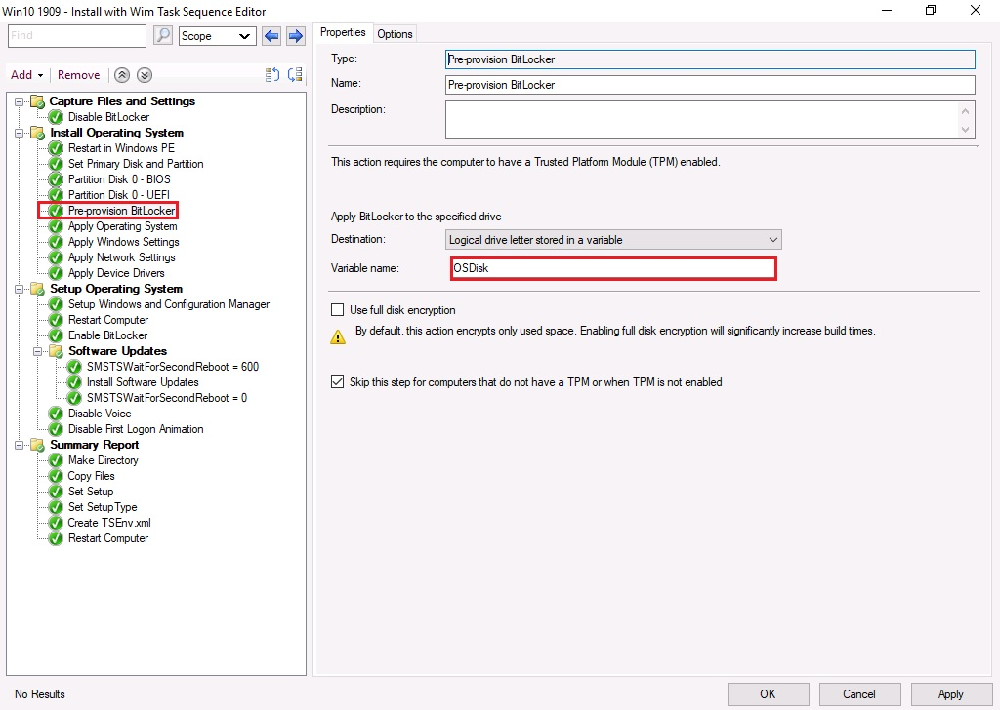 Win10 1909 - Install with Wim Task Sequence Editor
Find
Scope
Add
Remove
Capture Files and Settings
Disable BitLocker
Install Operating System
Restart in Windows PE
Set Primary Disk and Partition
Partition Disk 0 - BIOS
Partition Disk 0 - UEFI
Pre-provision BitLocker
Apply Operating System
Apply Windows Settings
Apply Network Settings
Apply Device Drivers
Setup Operating System
Setup Windows and Configuration Manager
Restart Computer
Enable BitLocker
Software Updates
SMSTSWaitForSecondReboot = 600
Install Software Updates
SMSTSWaitForSecondReboot = 0
Disable Voice
Disable First Logon Animation
Summary Report
Make Directory
Copy Files
Set Setup
Set SetupType
Create TSEnv.xml
Restart Computer
No Results
Properties
Options
Type:
Pre-provision BitLocker
Name:
Pre-provision BitLocker
Description:
This action requires the computer to have a Trusted Platform Module (TPM) enabled.
Apply BitLocker to the specified drive
Destination:
Logical drive letter stored in a variable
Variable name:
OSDisk
Use full disk encryption
By default, this action encrypts only used space. Enabling full disk encryption will significantly increase build times.
Skip this step for computers that do not have a TPM or when TPM is not enabled
OK
Cancel
Apply